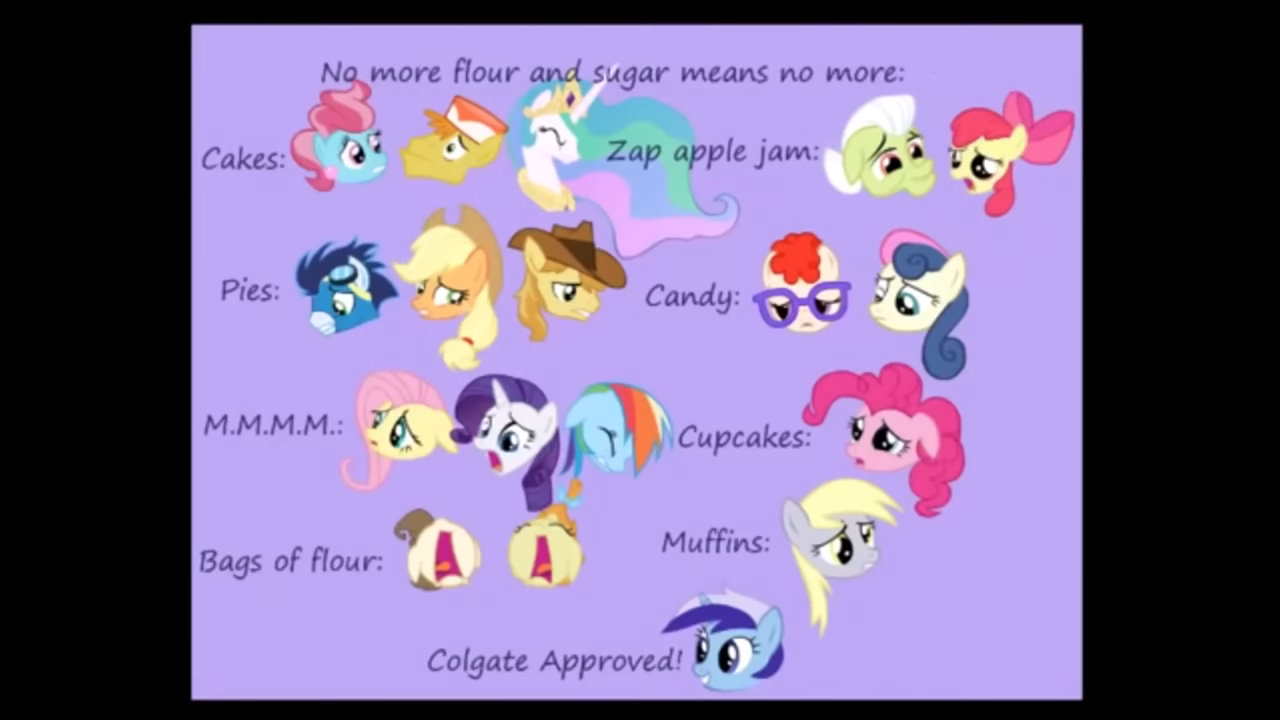 No more flour and sugar means no more:
Cakes:
Zap apple jam:
Pies:
Candy:
M.M.M.M.:
Cupcakes:
Bags of flour:
Muffins:
Colgate Approved!